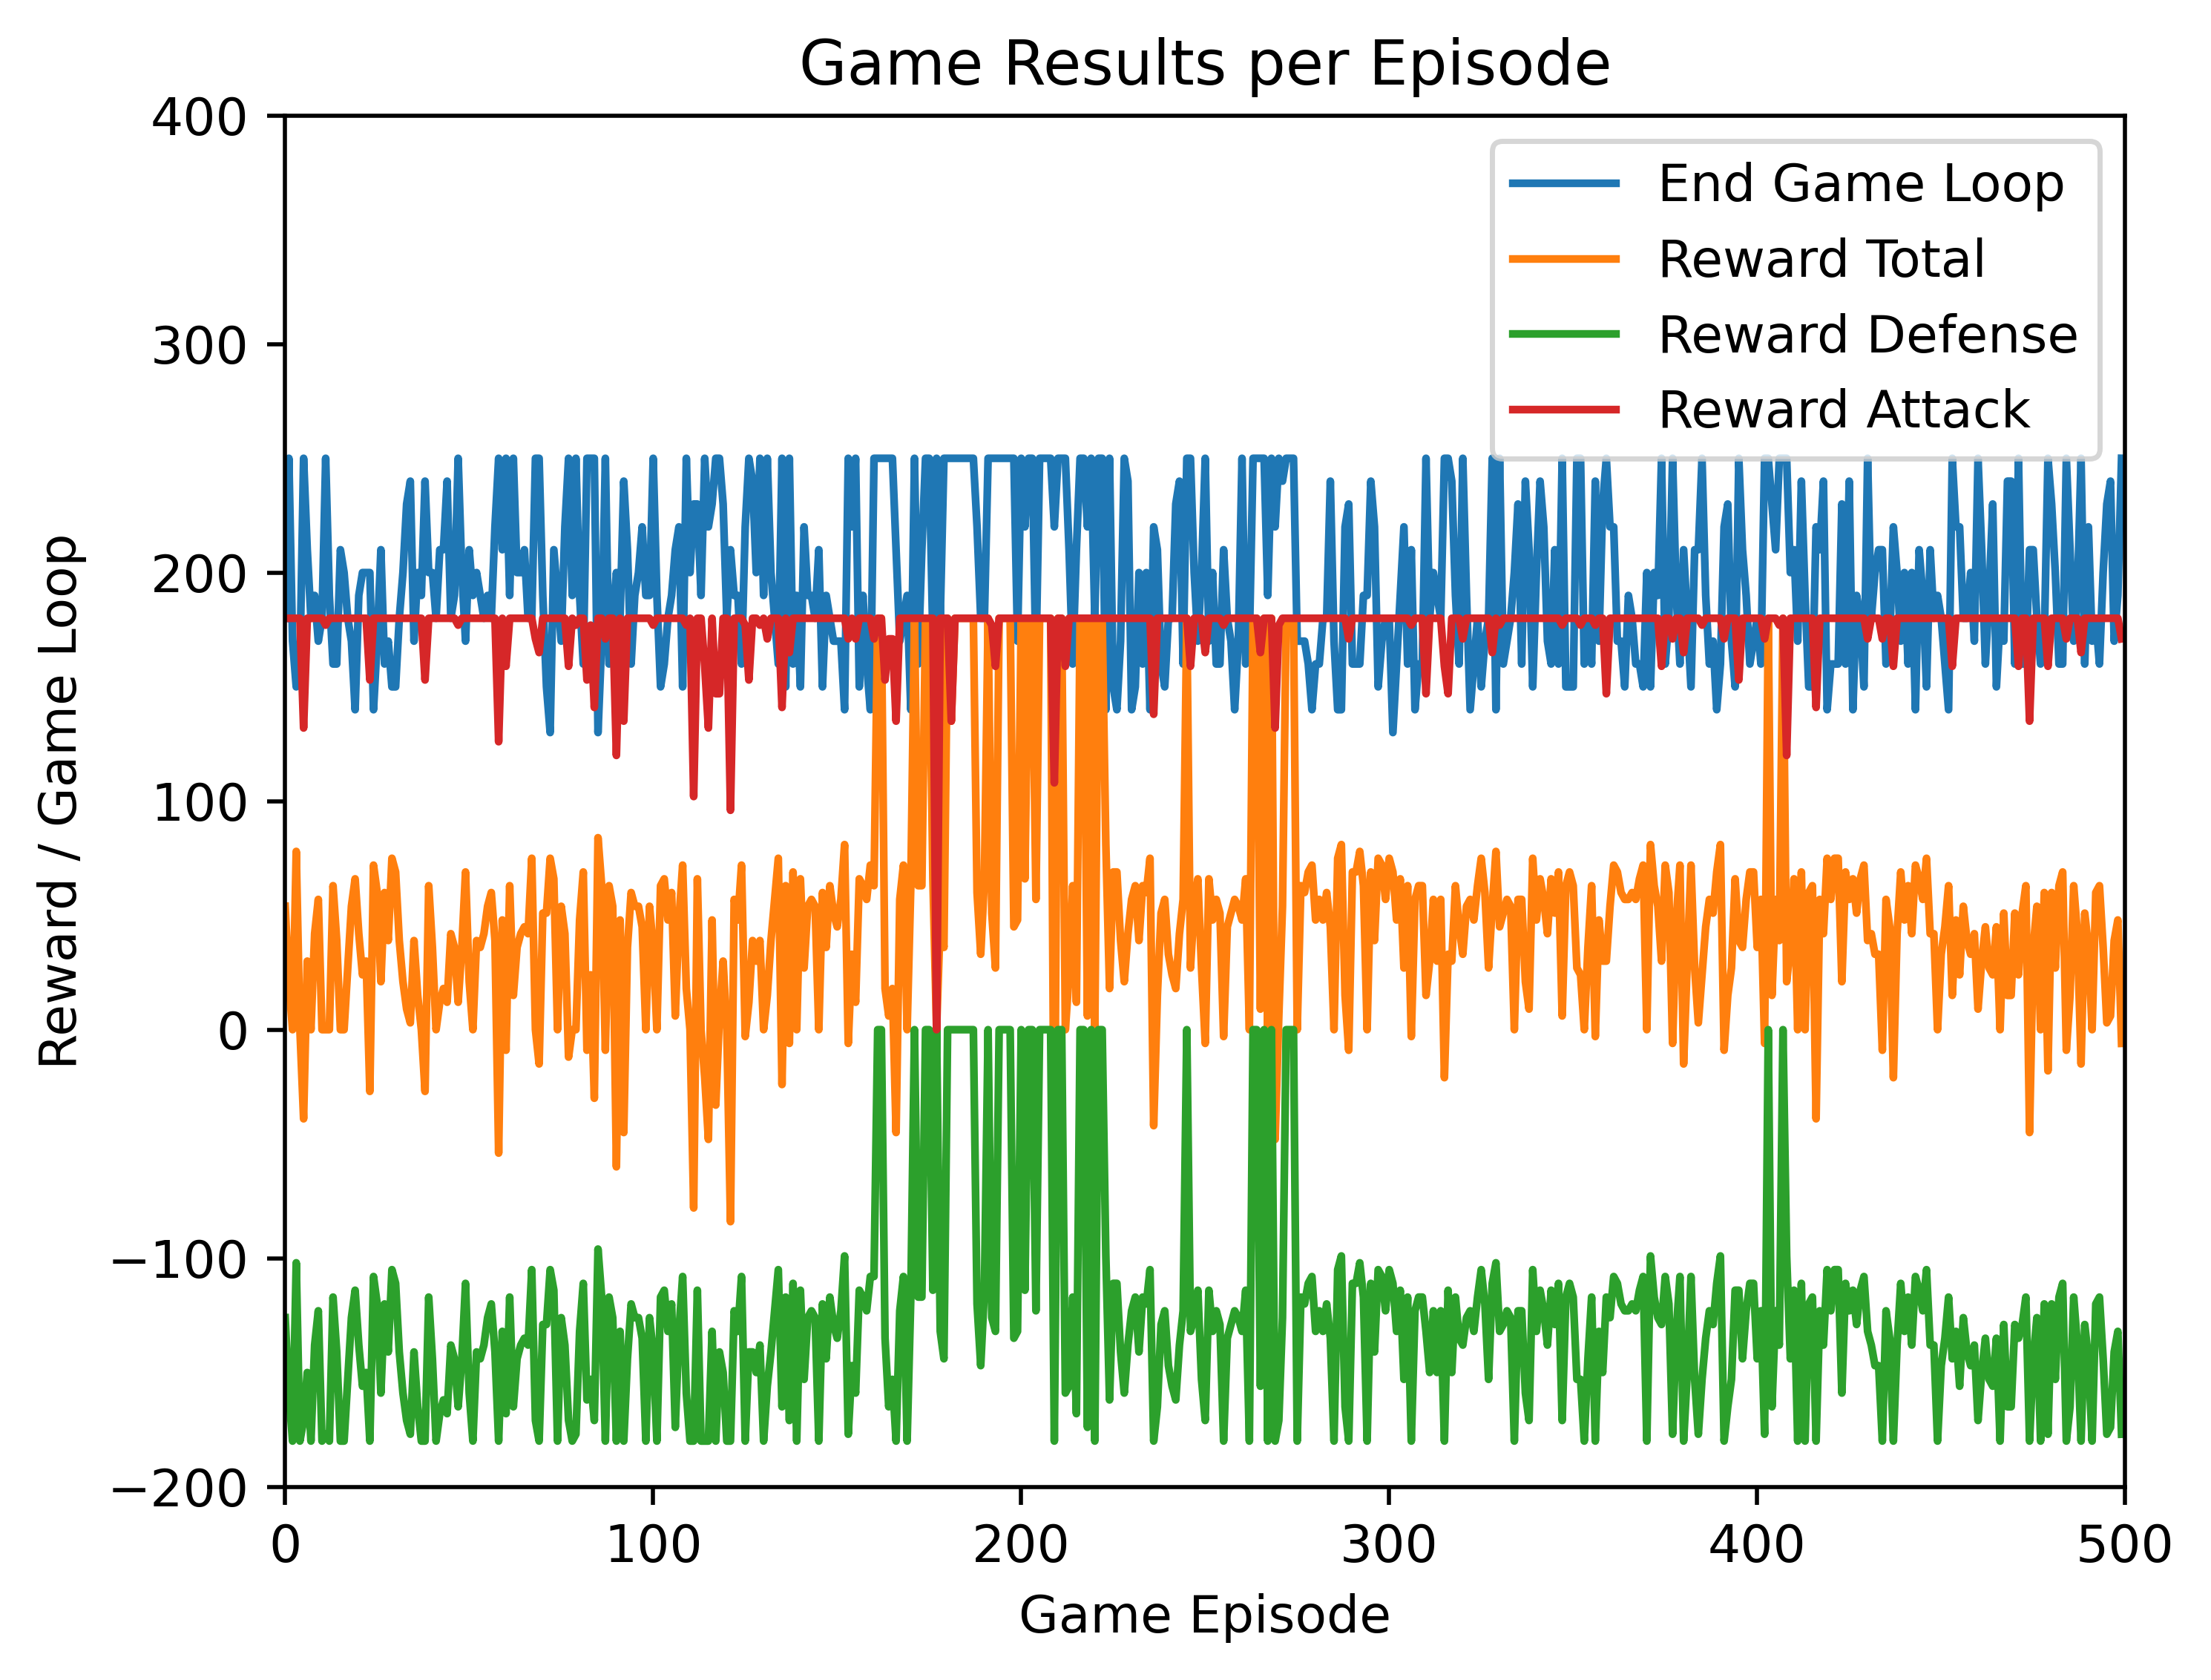 Game Results per Episode
400
300
200
100
0
−100
−200
Reward / Game Loop
End Game Loop
Reward Total
Reward Defense
Reward Attack
0 100 200 300 400 500
Game Episode